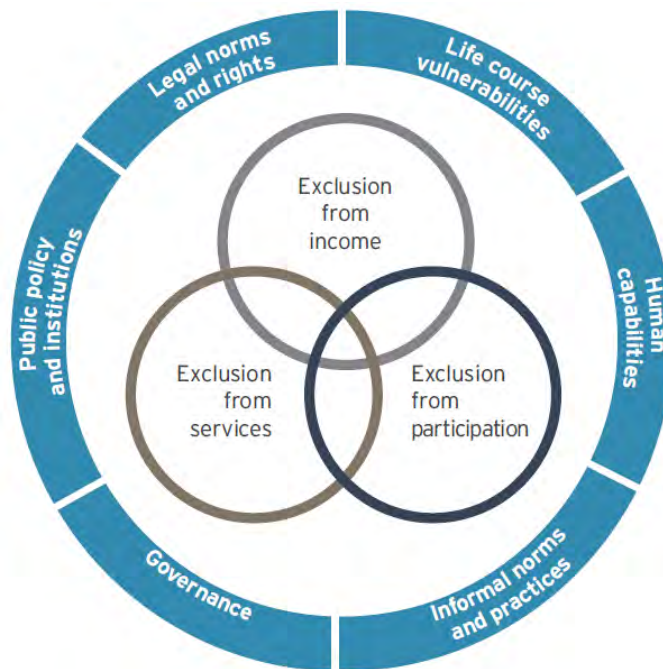 Legal norms
and rights
Life course
vulnerabilities
Human
capabilities
Informal norms
and practices
Governance
Public policy
and institutions
Exclusion
from
income
Exclusion
from
services
Exclusion
from
participation